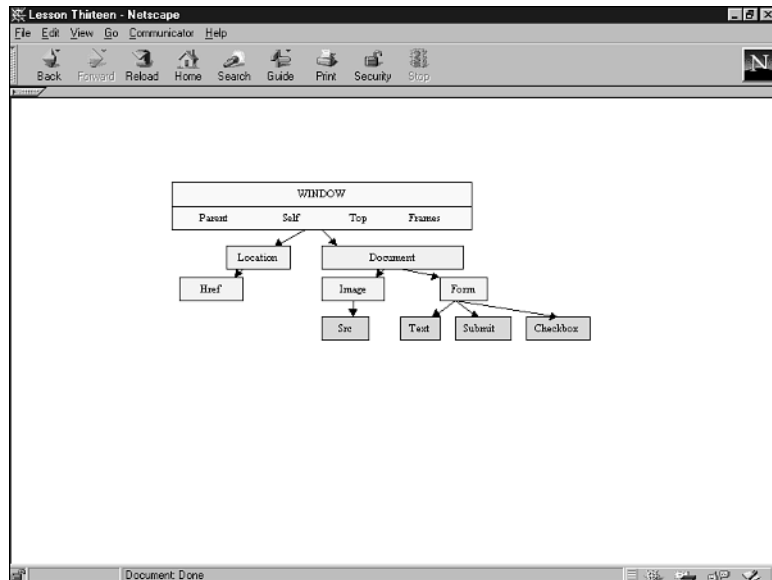 Lesson Thirteen - Netscape
File Edit View Go Communicator Help
Back Forward Reload Home Search Guide Print Security Stop
N
WINDOW
Parent Self Top Frames
Location Document
Href Image Form
Src Text Submit Checkbox
Document: Done